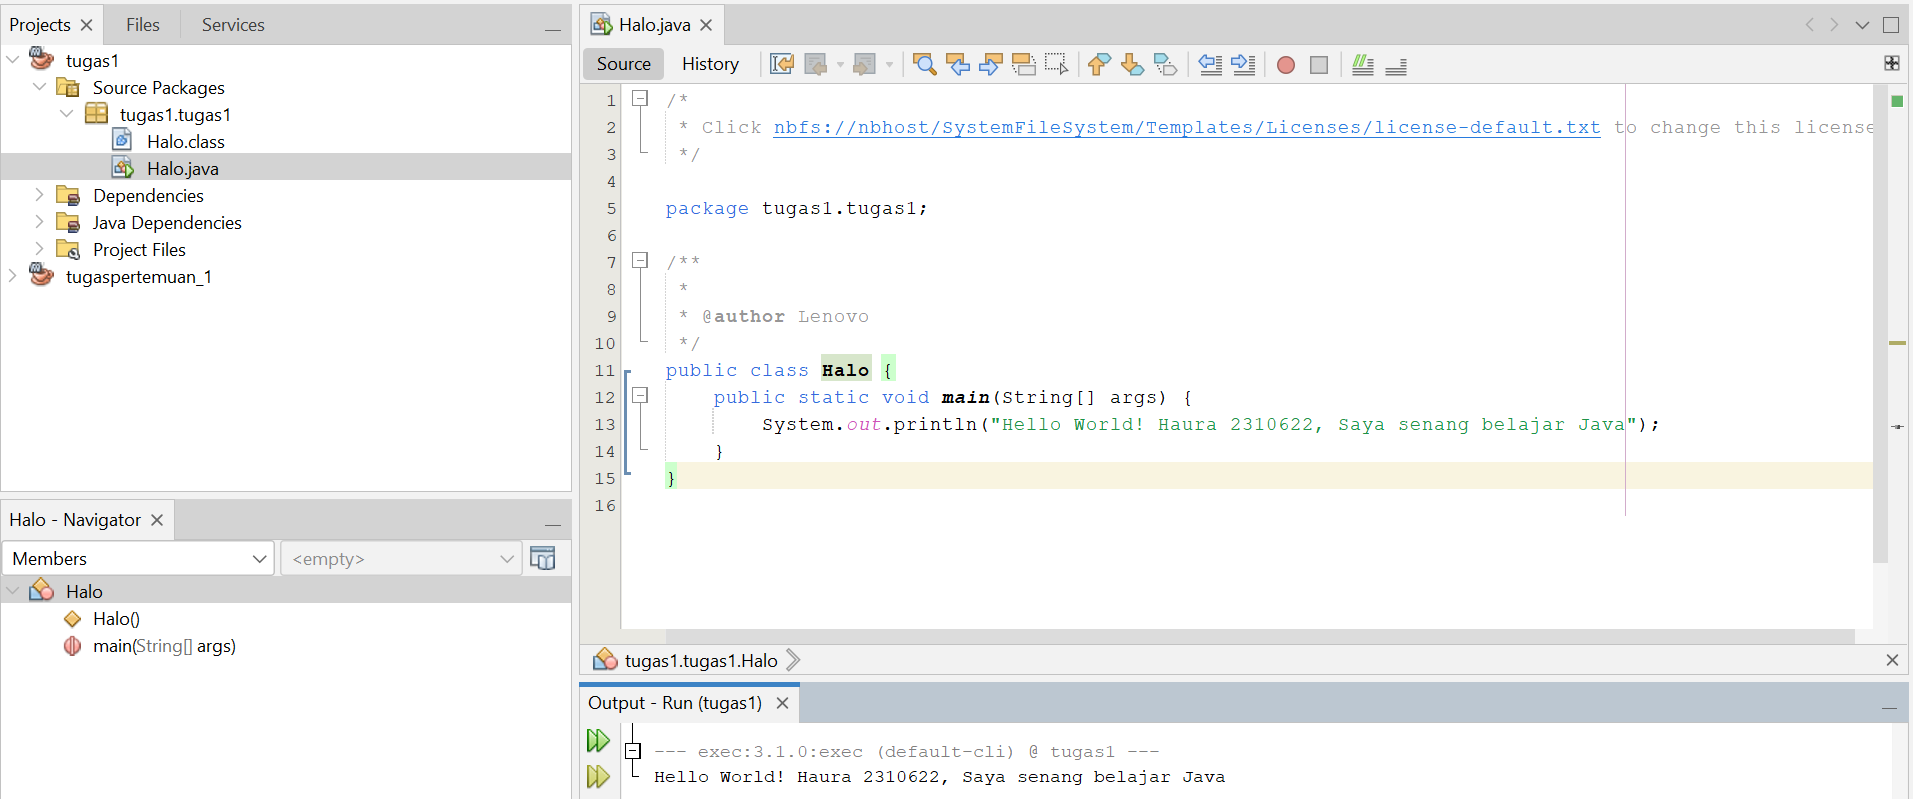 Projects Files Services
tugas1
Source Packages
tugas1.tugas1
Halo.class
Halo.java
Dependencies
Java Dependencies
Project Files
tugaspertemuan_1
Halo - Navigator
Members <empty>
Halo
Halo()
main(String[] args)
Halo.java
Source History
1 /*
2 * Click nbfs://nbhost/SystemFileSystem/Templates/Licenses/license-default.txt to change this license
3 */
4
5 package tugas1.tugas1;
6
7 /**
8 *
9 * @author Lenovo
10 */
11 public class Halo {
12 public static void main(String[] args) {
13 System.out.println("Hello World! Haura 2310622, Saya senang belajar Java");
14 }
15 }
16
tugas1.tugas1.Halo
Output - Run (tugas1)
--- exec:3.1.0:exec (default-cli) @ tugas1 ---
Hello World! Haura 2310622, Saya senang belajar Java